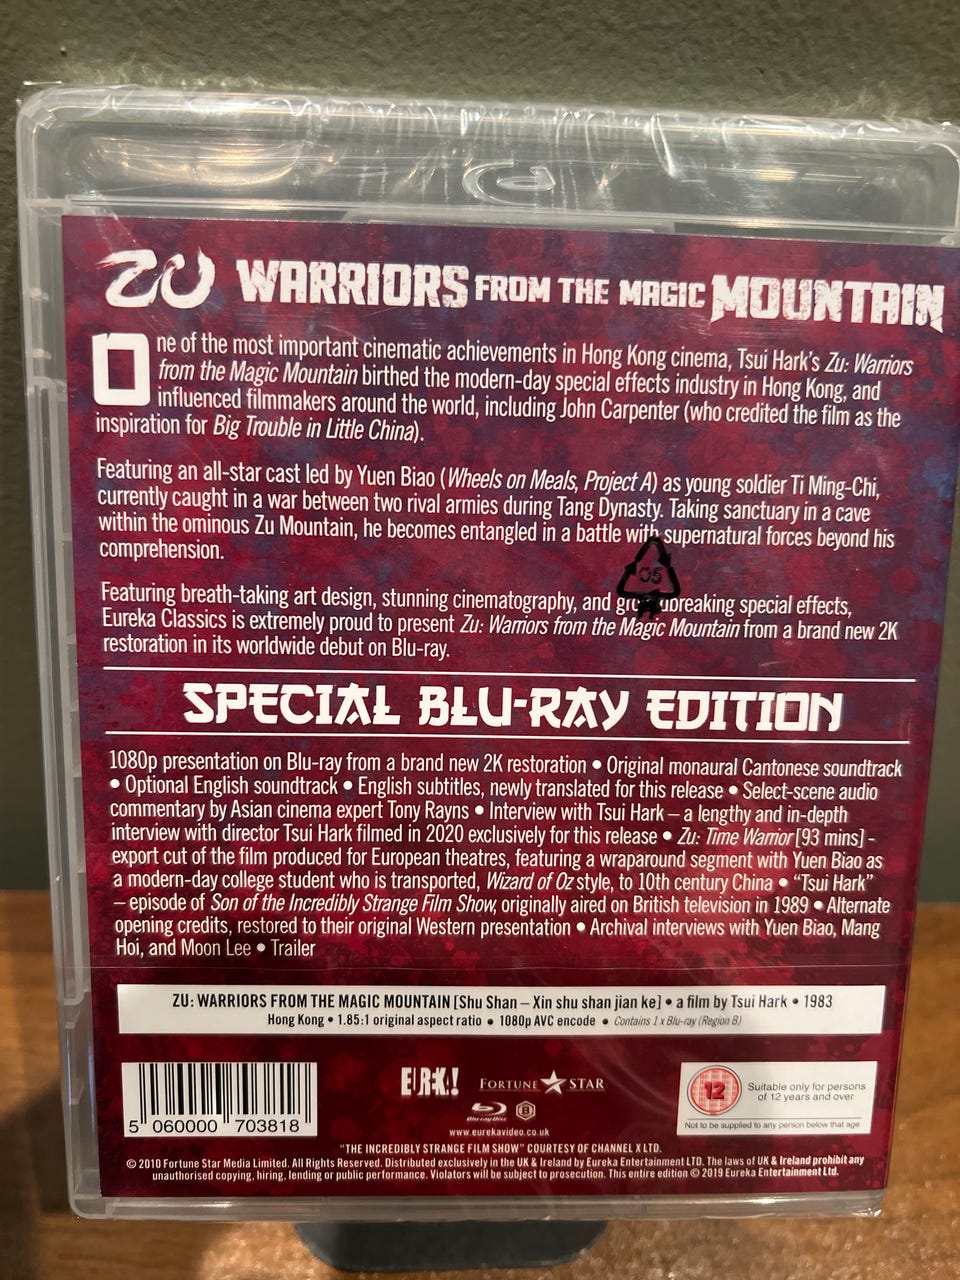 ZU WARRIORS FROM THE MAGIC MOUNTAIN
One of the most important cinematic achievements in Hong Kong cinema, Tsui Hark's Zu: Warriors
from the Magic Mountain birthed the modern-day special effects industry in Hong Kong, and
influenced filmmakers around the world, including John Carpenter (who credited the film as the
inspiration for Big Trouble in Little China).
Featuring an all-star cast led by Yuen Biao (Wheels on Meals, Project A) as young soldier Ti Ming-Chi,
currently caught in a war between two rival armies during Tang Dynasty. Taking sanctuary in a cave
within the ominous Zu Mountain, he becomes entangled in a battle with supernatural forces beyond his
comprehension.
05
Featuring breath-taking art design, stunning cinematography, and groundbreaking special effects,
Eureka Classics is extremely proud to present Zu: Warriors from the Magic Mountain from a brand new 2K
restoration in its worldwide debut on Blu-ray.
SPECIAL BLU-RAY EDITION
1080p presentation on Blu-ray from a brand new 2K restoration • Original monaural Cantonese soundtrack
• Optional English soundtrack • English subtitles, newly translated for this release • Select-scene audio
commentary by Asian cinema expert Tony Rayns • Interview with Tsui Hark – a lengthy and in-depth
interview with director Tsui Hark filmed in 2020 exclusively for this release • Zu: Time Warrior [93 mins] -
export cut of the film produced for European theatres, featuring a wraparound segment with Yuen Biao as
a modern-day college student who is transported, Wizard of Oz style, to 10th century China • "Tsui Hark"
– episode of Son of the Incredibly Strange Film Show, originally aired on British television in 1989 • Alternate
opening credits, restored to their original Western presentation • Archival interviews with Yuen Biao, Mang
Hoi, and Moon Lee • Trailer
ZU: WARRIORS FROM THE MAGIC MOUNTAIN [Shu Shan – Xin shu shan jian ke] • a film by Tsui Hark • 1983
Hong Kong • 1.85:1 original aspect ratio • 1080p AVC encode • Contains 1 x Blu-ray (Region B)
5 060000 703818
EUREKA!
FORTUNE STAR
Blu-ray Disc
B
www.eurekavideo.co.uk
12
Suitable only for persons
of 12 years and over
Not to be supplied to any person below that age
"THE INCREDIBLY STRANGE FILM SHOW" COURTESY OF CHANNEL X LTD.
© 2010 Fortune Star Media Limited. All Rights Reserved. Distributed exclusively in the UK & Ireland by Eureka Entertainment LTD. The laws of UK & Ireland prohibit any
unauthorised copying, hiring, lending or public performance. Violators will be subject to prosecution. This entire edition © 2019 Eureka Entertainment Ltd.